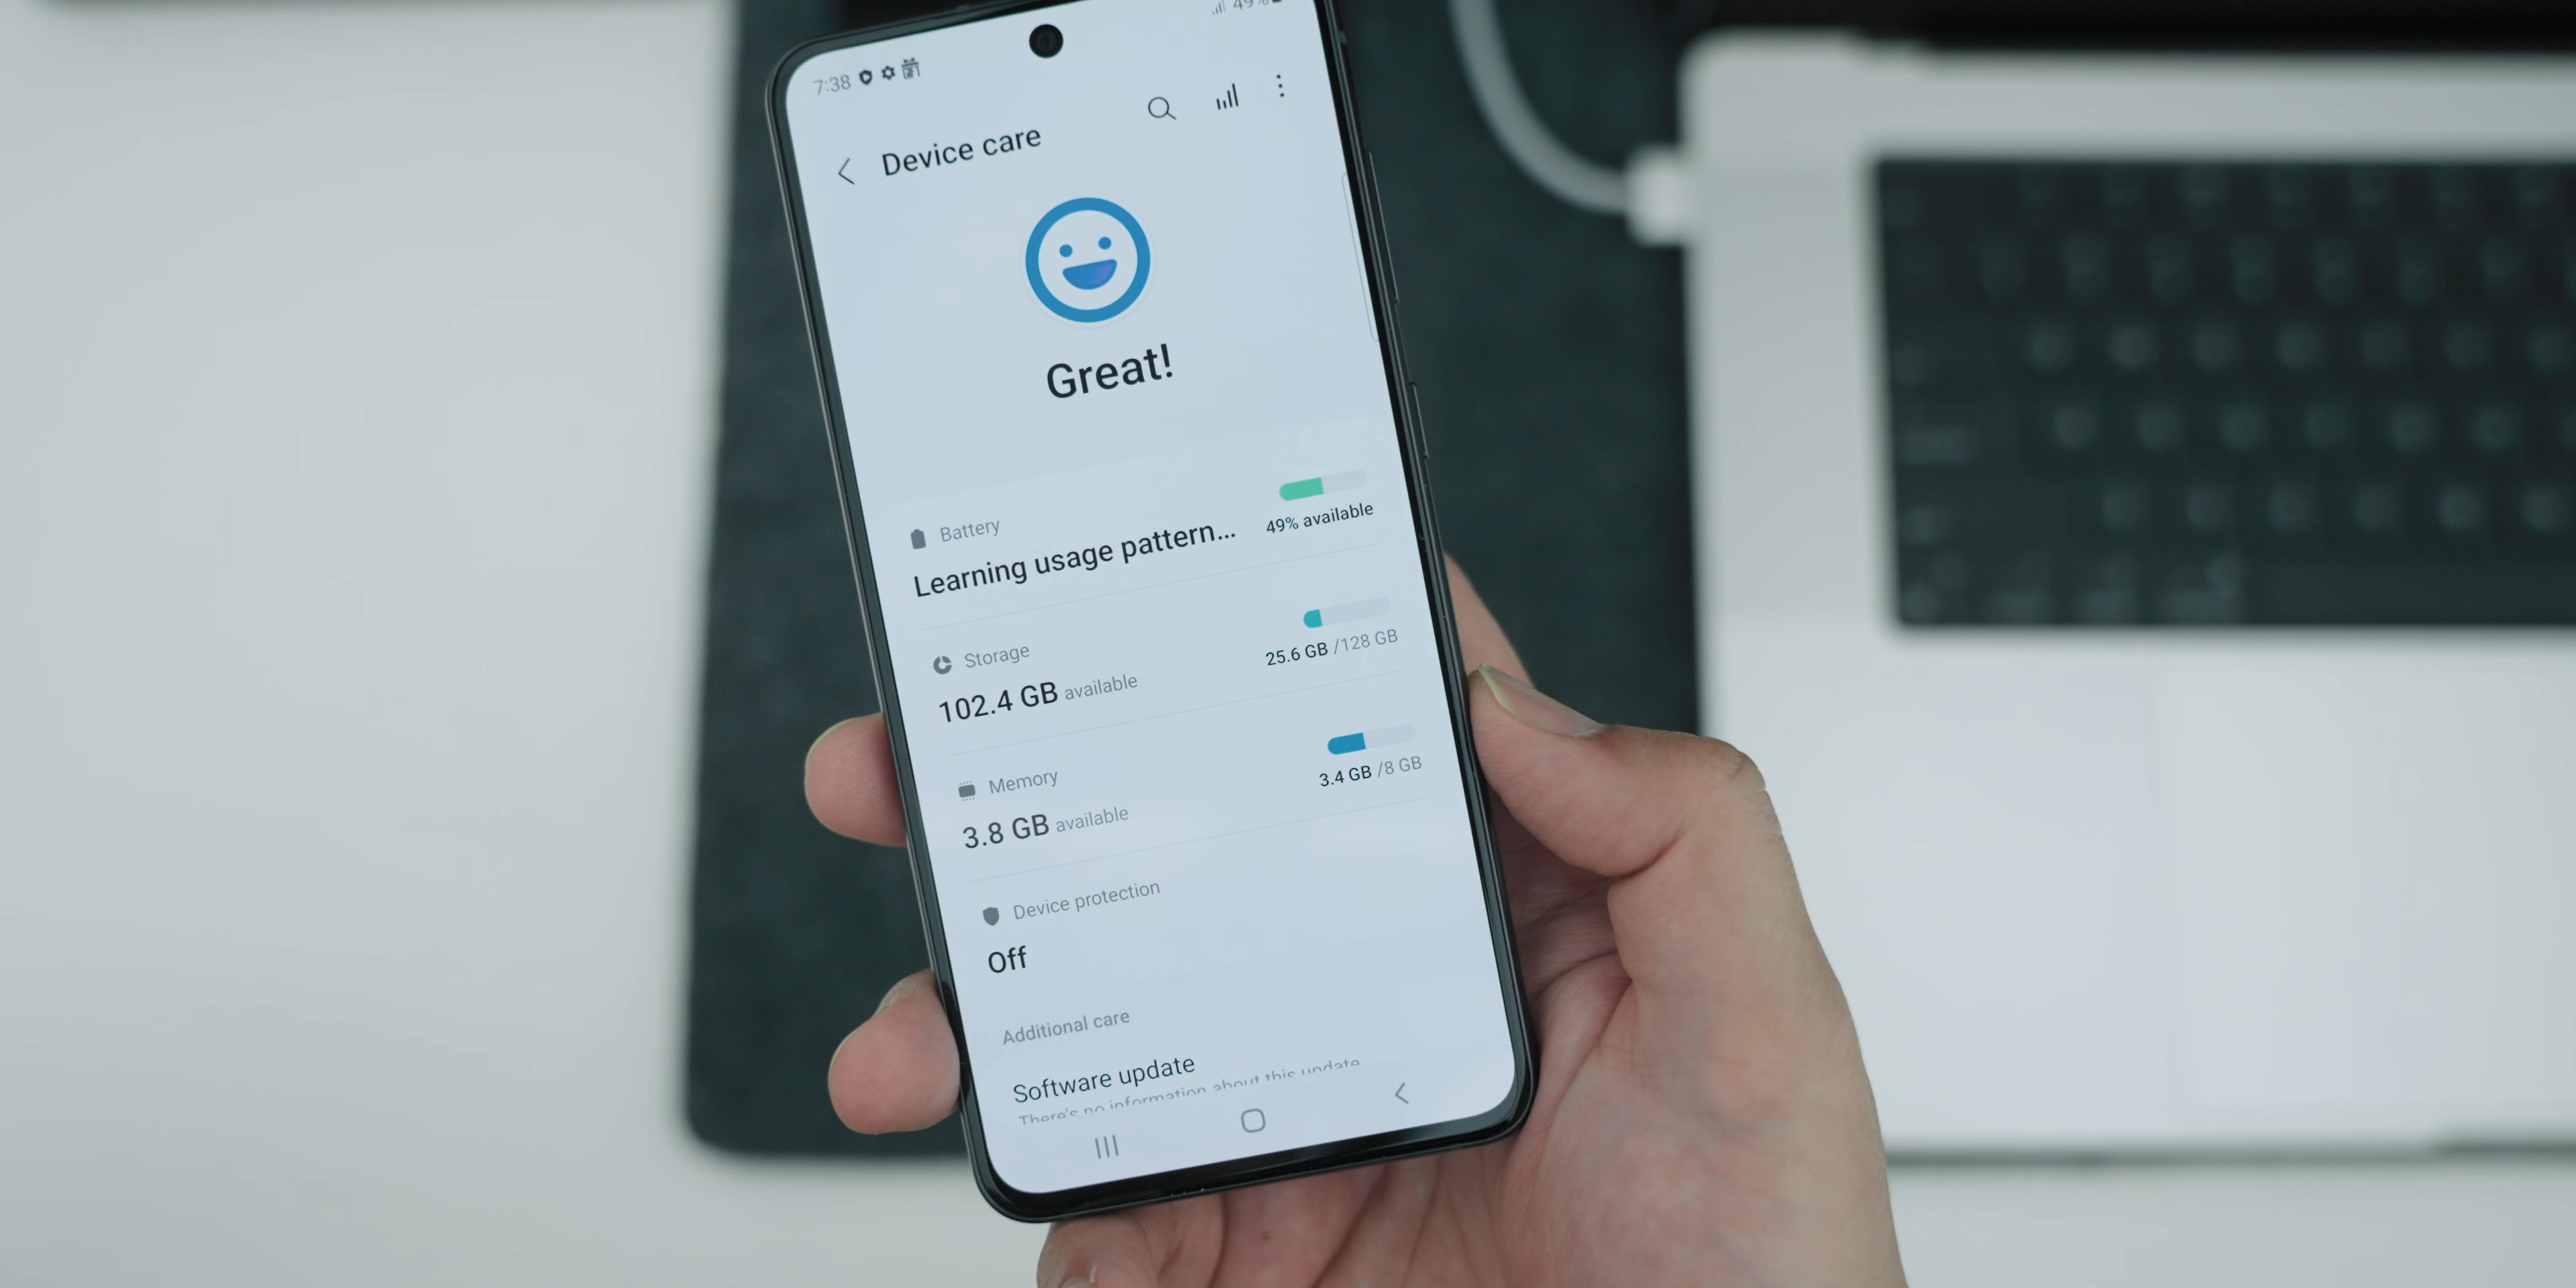 7:38
49%
Device care
Great!
Battery
Learning usage pattern...
49% available
Storage
102.4 GB available
25.6 GB /128 GB
Memory
3.8 GB available
3.4 GB /8 GB
Device protection
Off
Additional care
Software update
There's no information about this update